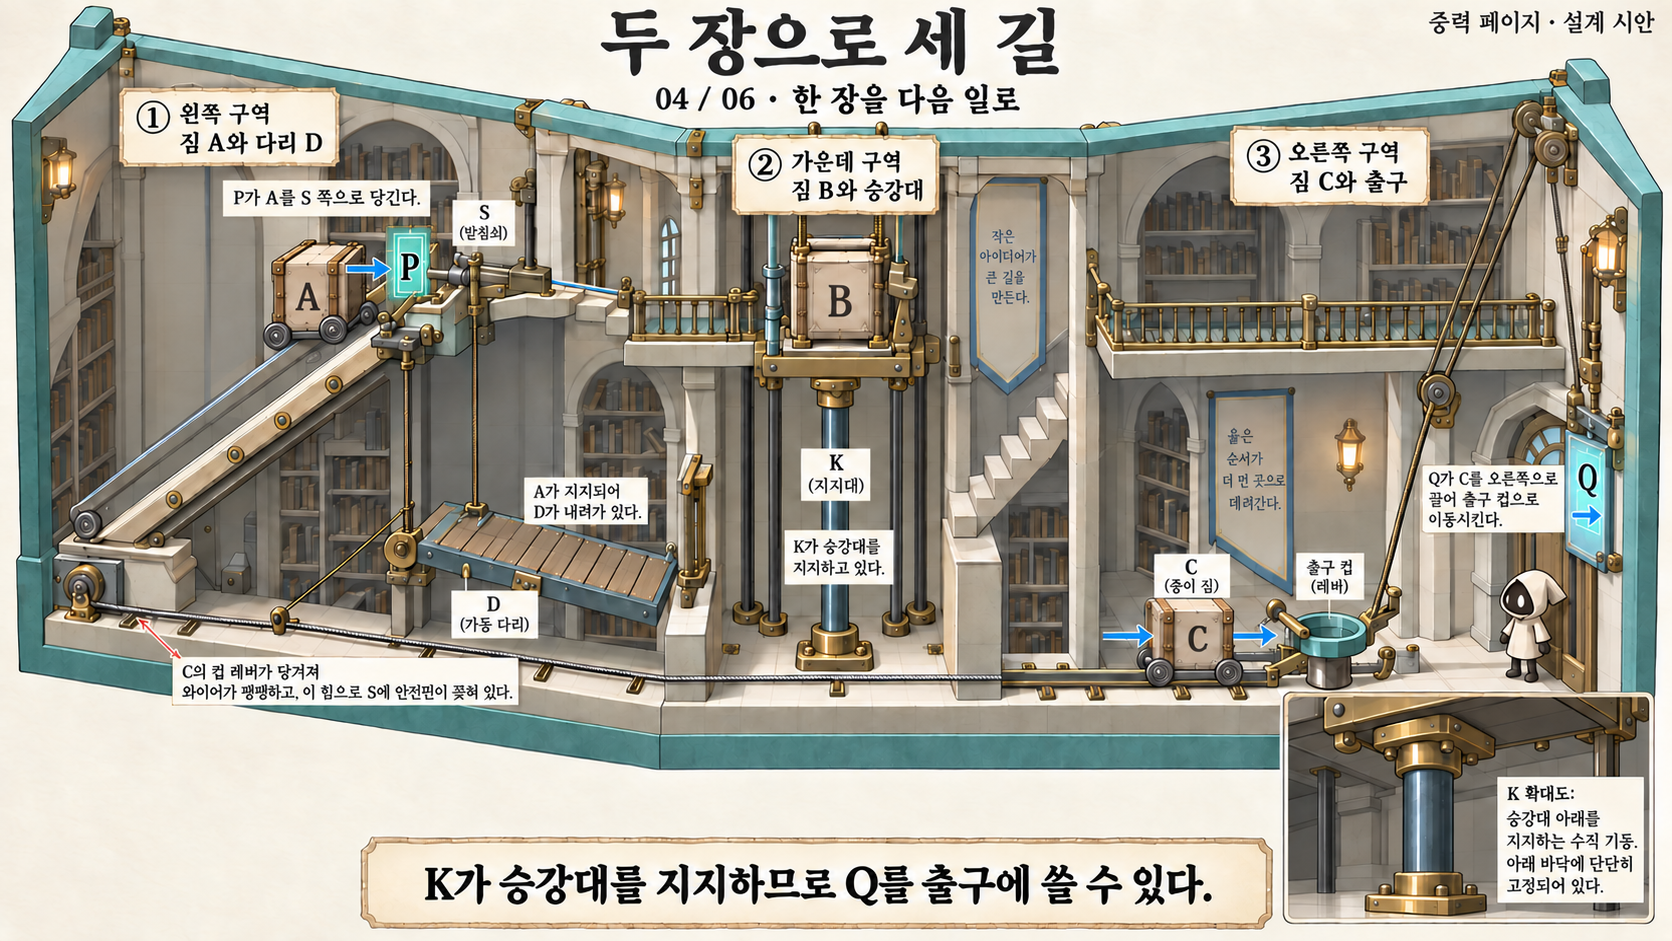 두 장으로 세 길
04 / 06 · 한 장을 다음 일로
중력 페이지 · 설계 시안
① 왼쪽 구역
짐 A와 다리 D
P가 A를 S 쪽으로 당긴다.
S
(받침쇠)
A
P
② 가운데 구역
짐 B와 승강대
B
작은
아이디어가
큰 길을
만든다.
③ 오른쪽 구역
짐 C와 출구
K
(지지대)
K가 승강대를
지지하고 있다.
A가 지지되어
D가 내려가 있다.
D
(가동 다리)
C의 컵 레버가 당겨져
와이어가 팽팽하고, 이 힘으로 S에 안전핀이 꽂혀 있다.
옳은
순서가
더 먼 곳으로
데려간다.
Q가 C를 오른쪽으로
끌어 출구 컵으로
이동시킨다.
Q
C
(종이 짐)
C
출구 컵
(레버)
K 확대도:
승강대 아래를
지지하는 수직 기둥.
아래 바닥에 단단히
고정되어 있다.
K가 승강대를 지지하므로 Q를 출구에 쓸 수 있다.